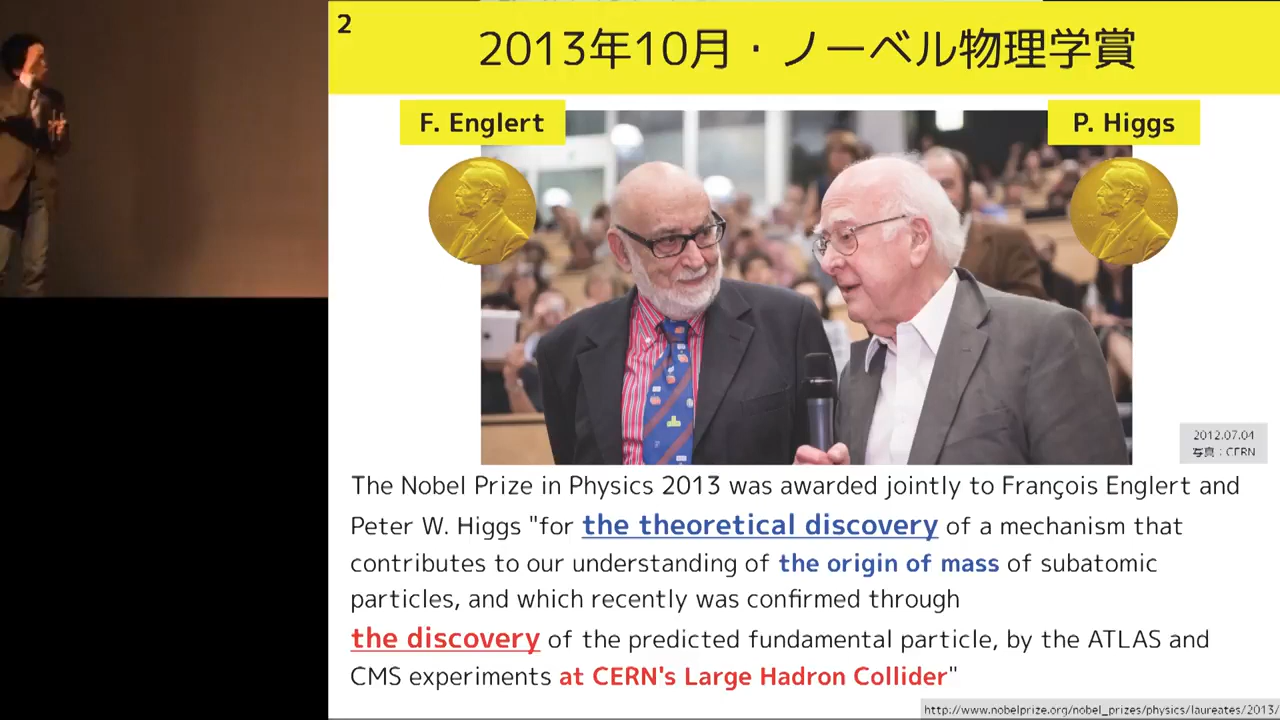 2
2013年10月・ノーベル物理学賞
F. Englert
P. Higgs
2012.07.04
写真：CERN
The Nobel Prize in Physics 2013 was awarded jointly to François Englert and
Peter W. Higgs "for the theoretical discovery of a mechanism that
contributes to our understanding of the origin of mass of subatomic
particles, and which recently was confirmed through
the discovery of the predicted fundamental particle, by the ATLAS and
CMS experiments at CERN's Large Hadron Collider"
http://www.nobelprize.org/nobel_prizes/physics/laureates/2013/